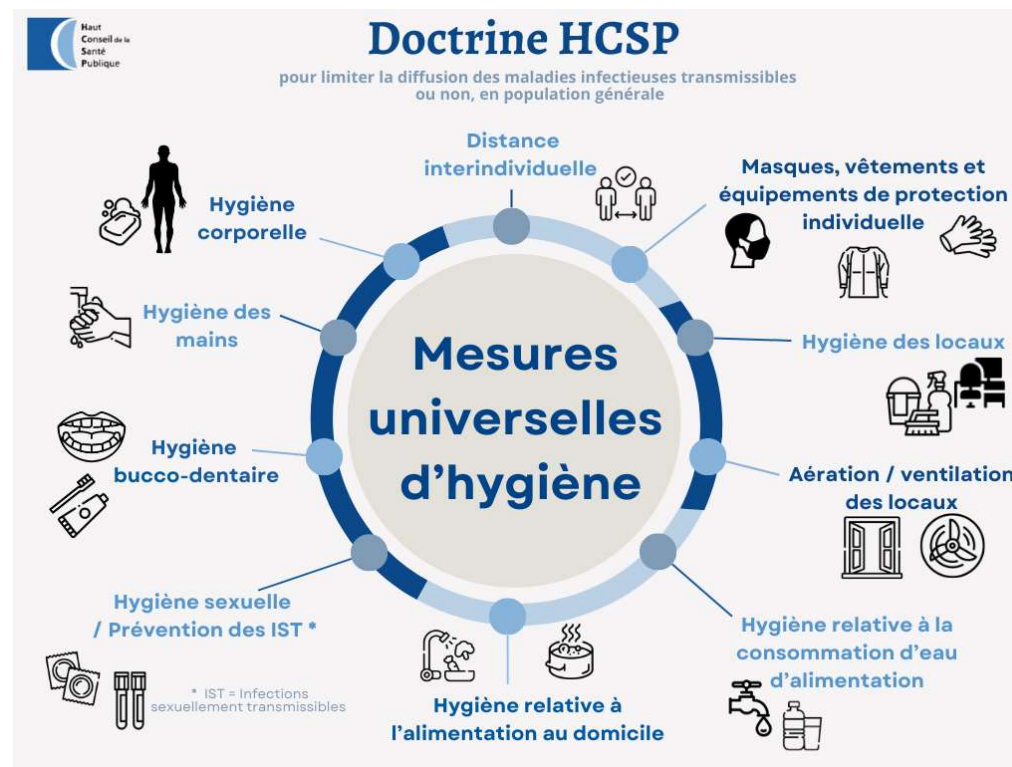 Haut
Conseil de la
Santé
Publique
Doctrine HCSP
pour limiter la diffusion des maladies infectieuses transmissibles
ou non, en population générale
Distance
interindividuelle
Masques, vêtements et
équipements de protection
individuelle
Hygiène
corporelle
Hygiène des
mains
Hygiène des locaux
Mesures
universelles
d'hygiène
Hygiène
bucco-dentaire
Aération / ventilation
des locaux
Hygiène sexuelle
/ Prévention des IST *
* IST = Infections
sexuellement transmissibles
Hygiène relative à la
consommation d'eau
d'alimentation
Hygiène relative à
l'alimentation au domicile